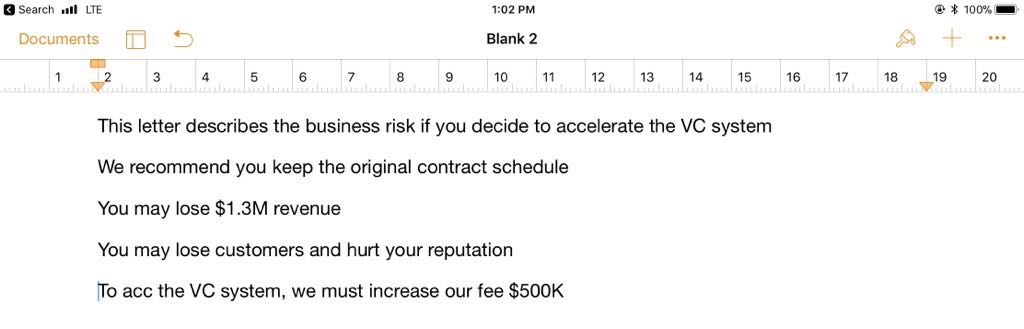 Search LTE 1:02 PM 100%
Documents Blank 2
1 2 3 4 5 6 7 8 9 10 11 12 13 14 15 16 17 18 19 20
This letter describes the business risk if you decide to accelerate the VC system
We recommend you keep the original contract schedule
You may lose $1.3M revenue
You may lose customers and hurt your reputation
To acc the VC system, we must increase our fee $500K